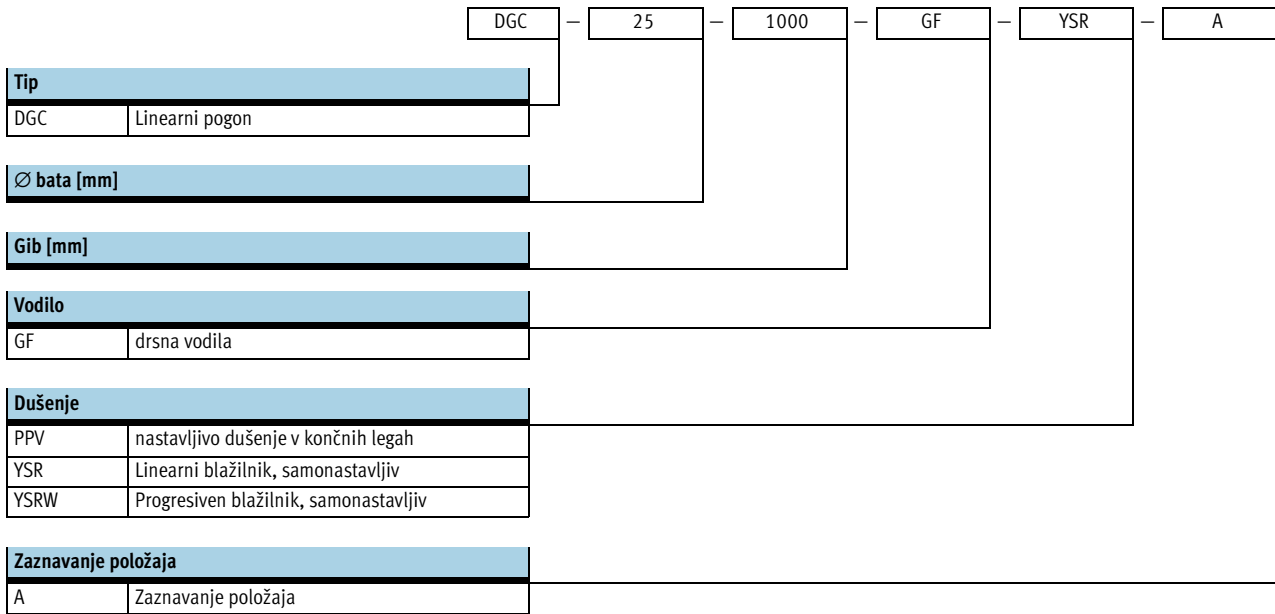 DGC – 25 – 1000 – GF – YSR – A
Tip
DGC Linearni pogon
∅ bata [mm]
Gib [mm]
Vodilo
GF drsna vodila
Dušenje
PPV nastavljivo dušenje v končnih legah
YSR Linearni blažilnik, samonastavljiv
YSRW Progresiven blažilnik, samonastavljiv
Zaznavanje položaja
A Zaznavanje položaja